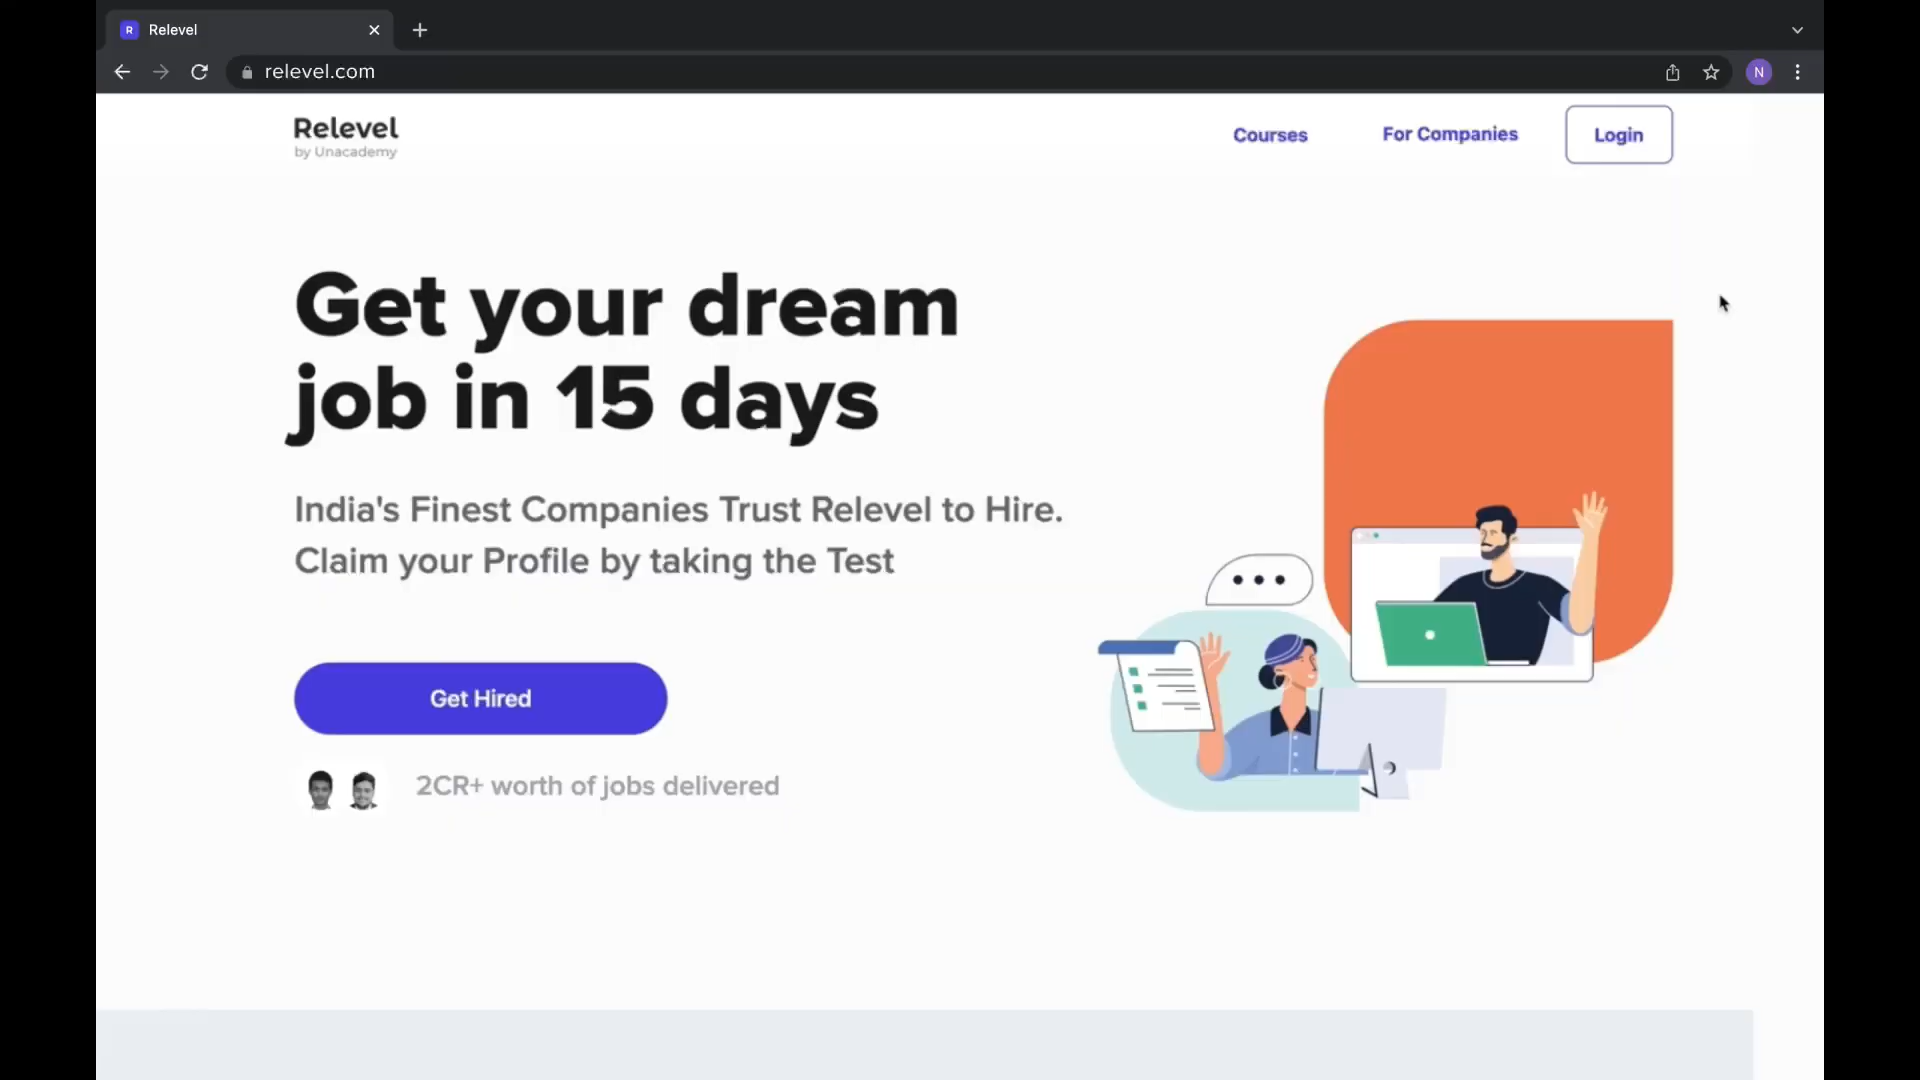 R Relevel
relevel.com
N
Relevel
by Unacademy
Courses
For Companies
Login
Get your dream
job in 15 days
India's Finest Companies Trust Relevel to Hire.
Claim your Profile by taking the Test
Get Hired
2CR+ worth of jobs delivered